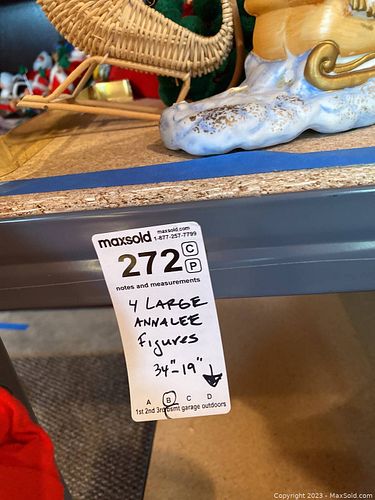 maxsold maxsold.com
1-877-257-7799
272 C
P
notes and measurements
4 LARGE
ANNALEE
Figures
34"-19"
A B C D
1st 2nd 3rd bsmt garage outdoors
Copyright 2023 - MaxSold.com